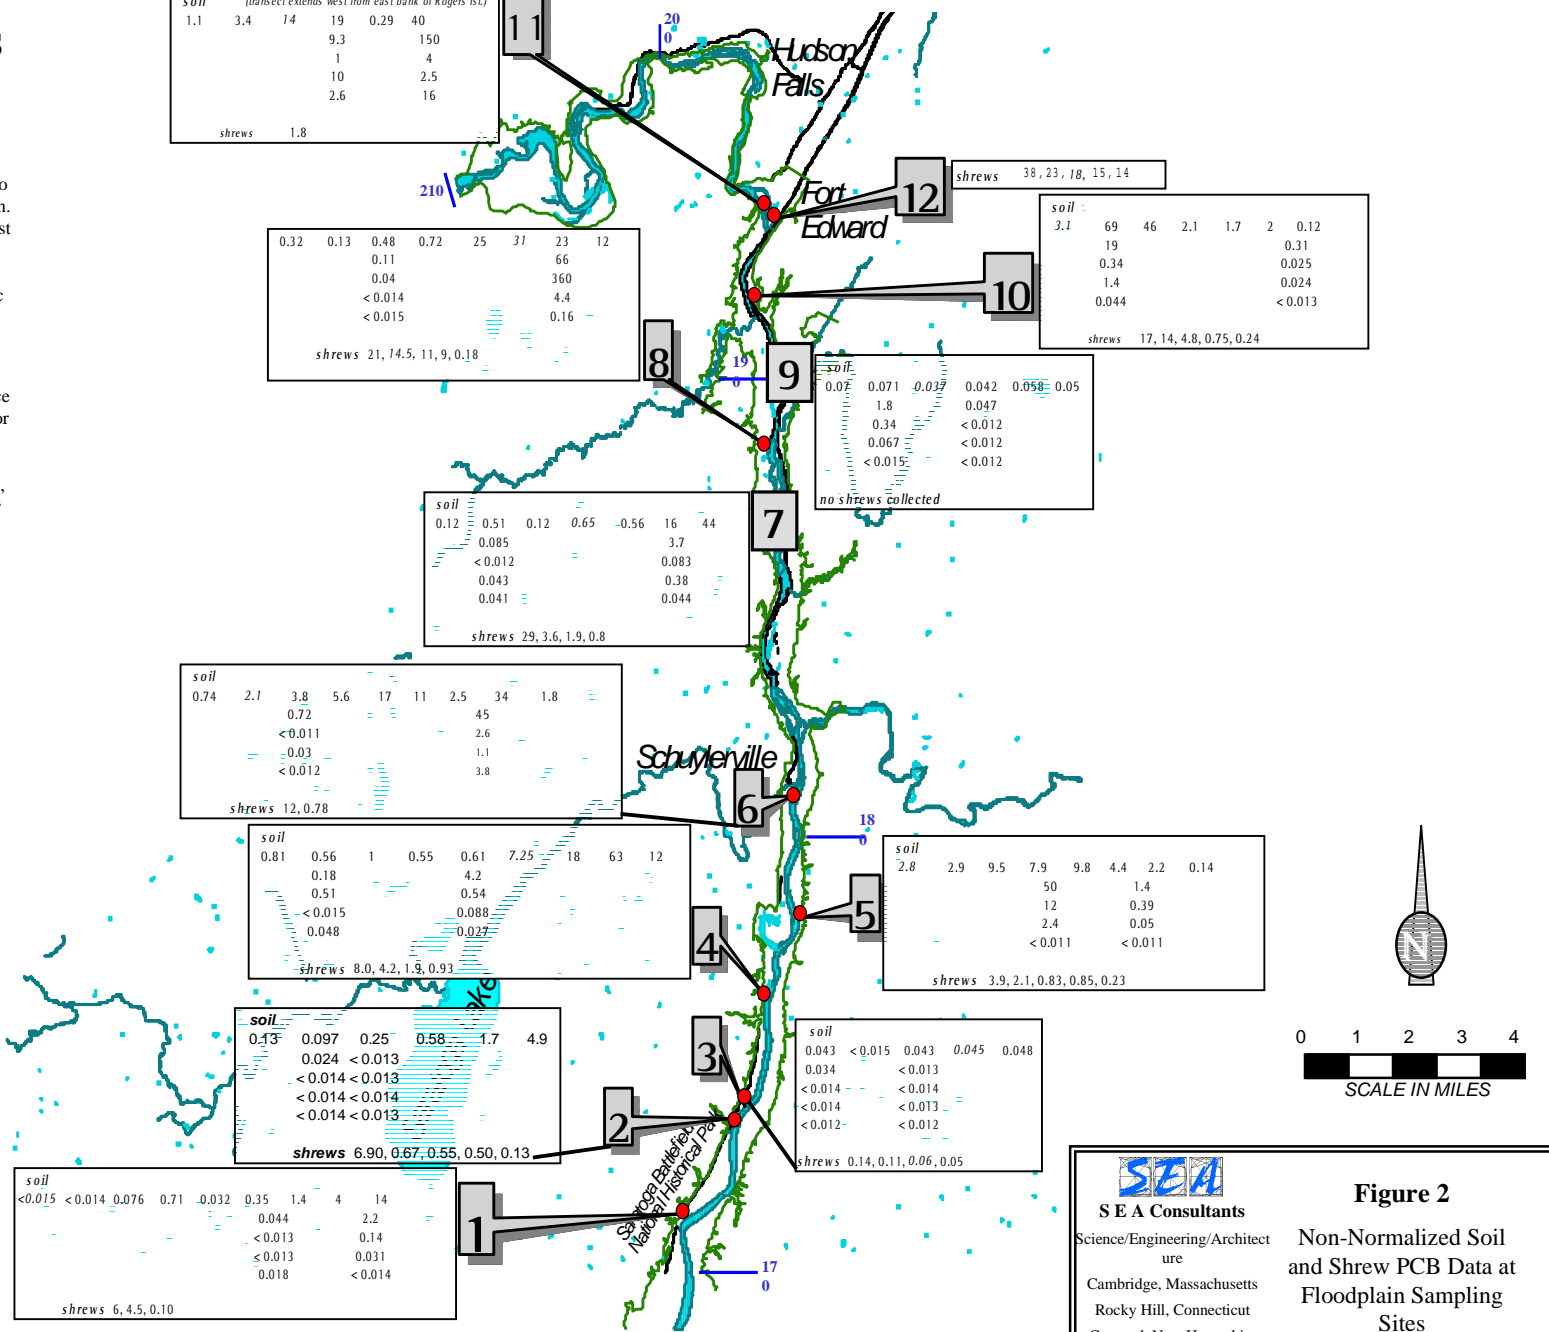 soil (transect extends west from east bank of Rogers Isl.)
1.1 3.4 14 19 0.29 40
9.3 150
1 4
10 2.5
2.6 16
shrews 1.8
11
20
0
Hudson
Falls
210
12
shrews 38, 23, 18, 15, 14
Fort
Edward
soil
3.1 69 46 2.1 1.7 2 0.12
19 0.31
0.34 0.025
1.4 0.024
0.044 <0.013
shrews 17, 14, 4.8, 0.75, 0.24
10
0.32 0.13 0.48 0.72 25 31 23 12
0.11 66
0.04 360
<0.014 4.4
<0.015 0.16
shrews 21, 14.5, 11, 9, 0.18
8
19
0
9
soil
0.07 0.071 0.037 0.042 0.058 0.05
1.8 0.047
0.34 <0.012
0.067 <0.012
<0.015 <0.012
no shrews collected
soil
0.12 0.51 0.12 0.65 0.56 16 44
0.085 3.7
<0.012 0.083
0.043 0.38
0.041 0.044
shrews 29, 3.6, 1.9, 0.8
7
soil
0.74 2.1 3.8 5.6 17 11 2.5 34 1.8
0.72 45
<0.011 2.6
0.03 1.1
<0.012 3.8
shrews 12, 0.78
Schuylerville
6
18
0
soil
0.81 0.56 1 0.55 0.61 7.25 18 63 12
0.18 4.2
0.51 0.54
<0.015 0.088
0.048 0.027
shrews 8.0, 4.2, 1.9, 0.93
4
5
soil
2.8 2.9 9.5 7.9 9.8 4.4 2.2 0.14
50 1.4
12 0.39
2.4 0.05
<0.011 <0.011
shrews 3.9, 2.1, 0.83, 0.85, 0.23
N
soil
0.13 0.097 0.25 0.58 1.7 4.9
0.024 <0.013
<0.014 <0.013
<0.014 <0.014
<0.014 <0.013
shrews 6.90, 0.67, 0.55, 0.50, 0.13
2
3
soil
0.043 <0.015 0.043 0.045 0.048
0.034 <0.013
<0.014 <0.014
<0.014 <0.013
<0.012 <0.012
shrews 0.14, 0.11, 0.06, 0.05
0 1 2 3 4
SCALE IN MILES
soil
<0.015 <0.014 0.076 0.71 0.032 0.35 1.4 4 14
0.044 2.2
<0.013 0.14
<0.013 0.031
0.018 <0.014
shrews 6, 4.5, 0.10
1
National Historical Park
17
0
SEA
S E A Consultants
Science/Engineering/Architect
ure
Cambridge, Massachusetts
Rocky Hill, Connecticut
Figure 2
Non-Normalized Soil
and Shrew PCB Data at
Floodplain Sampling
Sites